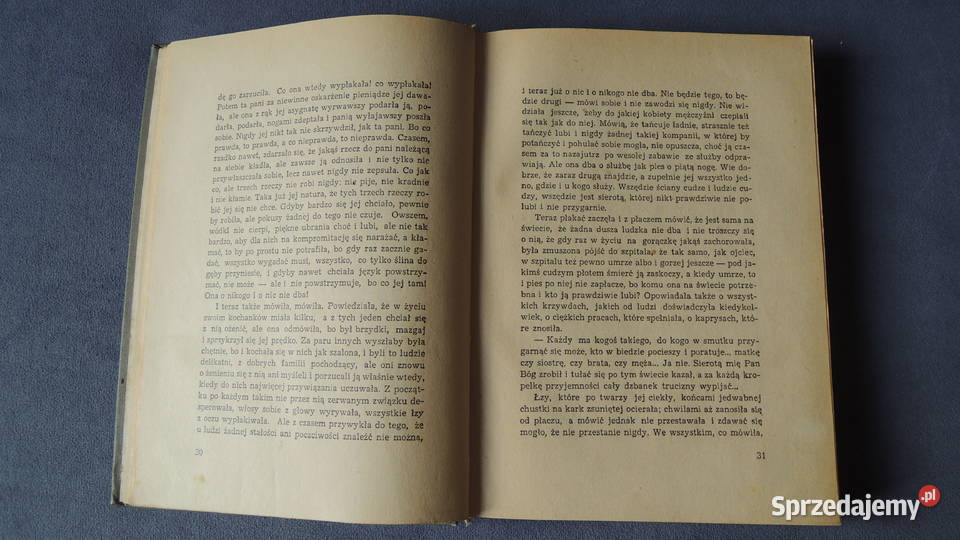 dę go zarzuciła. Co ona wtedy wypłakała! co wypłakała!
Potem ta pani za niewinne oskarżenie pieniądze jej dawa-
ła, ale ona z rąk jej asygnatę wyrwawszy podarła ją, po-
darła, podarła, nogami zdeptała i panią wyłajawszy poszła
sobie. Nigdy jej nikt tak nie skrzywdził, jak ta pani. Bo co
prawda, to prawda, a co nieprawda, to nieprawda. Czasem,
rzadko nawet, zdarzało się, że jakąś rzecz do pani należącą
na siebie kładła, ale zawsze ją odnosiła i nie tylko nie
przywłaszczała sobie, lecz nawet nigdy nie zepsuła. Co jak
co, ale trzech rzeczy nie robi nigdy: nie pije, nie kradnie
i nie kłamie. Taka już jej natura, że tych trzech rzeczy ro-
bić jej się nie chce. Gdyby bardzo się jej chciało, pewnie
by robiła, ale pokusy żadnej do tego nie czuje. Owszem,
wódki nie cierpi, piękne ubrania choć i lubi, ale nie tak
bardzo, aby dla nich na kompromitację się narażać, a kła-
mać, to by po prostu nie potrafiła, bo gdy raz zacznie ga-
dać, wszystko wygadać musi, wszystko, co tylko ślina do
gęby przyniesie, i gdyby nawet chciała język powstrzy-
mać, nie może — ale i nie powstrzymuje, bo co jej tam!
Ona o nikogo i o nic nie dba!
I teraz także mówiła, mówiła. Powiedziała, że w życiu
swoim kochanków miała kilku, a z tych jeden chciał się
z nią ożenić, ale ona odmówiła, bo był brzydki, mazgaj
i sprzykrzył się jej prędko. Za paru innych wyszłaby była
chętnie, bo i kochała się w nich jak szalona, i byli to ludzie
delikatni, z dobrych familii pochodzący, ale oni znowu
o żenieniu się z nią ani myśleli i porzucali ją właśnie wtedy,
kiedy do nich najwięcej przywiązania uczuwała. Z począt-
ku po każdym takim nie przez nią zerwanym związku de-
sperowała, włosy sobie z głowy wyrywała, wszystkie łzy
z oczu wypłakiwała. Ale z czasem przywykła do tego, że
u ludzi żadnej stałości ani poczciwości znaleźć nie można,
30
i teraz już o nic i o nikogo nie dba. Nie będzie tego, to bę-
dzie drugi — mówi sobie i nie zawodzi się nigdy. Nie wi-
działa jeszcze, żeby do jakiej kobiety mężczyźni czepiali
się tak jak do niej. Mówią, że tańcuje ładnie, strasznie też
tańczyć lubi i nigdy żadnej takiej kompanii, w której by
potańczyć i pohulać sobie mogła, nie opuszcza, choć ją cza-
sem za to nazajutrz po wesołej zabawie ze służby odpra-
wiają. Ale ona dba o służbę jak pies o piątą nogę. Wie do-
brze, że zaraz drugą znajdzie, a zupełnie jej wszystko jed-
no, gdzie i u kogo służy. Wszędzie ściany cudze i ludzie cu-
dzy, wszędzie jest sierotą, której nikt prawdziwie nie po-
lubi i nie przygarnie.
Teraz płakać zaczęła i z płaczem mówić, że jest sama na
świecie, że żadna dusza ludzka nie dba i nie troszczy się
o nią, że gdy raz w życiu na gorączkę jakąś zachorowała,
była zmuszona pójść do szpitala, że tak samo, jak ojciec,
w szpitalu też pewno umrze albo i gorzej jeszcze — pod ja-
kimś cudzym płotem śmierć ją zaskoczy, a kiedy umrze, to
i pies po niej nie zapłacze, bo komu ona na świecie potrze-
bna i kto ją prawdziwie lubi? Opowiadała także o wszyst-
kich krzywdach, jakich od ludzi doświadczyła kiedykol-
wiek, o ciężkich pracach, które spełniała, o kaprysach, któ-
re znosiła.
— Każdy ma kogoś takiego, do kogo w smutku przy-
garnąć się może, kto w biedzie pocieszy i poratuje... matkę
czy siostrę, czy brata, czy męża... Ja nie. Sierotą mię Pan
Bóg zrobił i tułać się po tym świecie kazał, a za każdą kro-
pelkę przyjemności cały dzbanek trucizny wypijać...
Łzy, które po twarzy jej ciekły, końcami jedwabnej
chustki na kark zsuniętej ocierała; chwilami aż zanosiła się
od płaczu, a mówić jednak nie przestawała i zdawać się
mogło, że nie przestanie nigdy. We wszystkim, co mówiła,
31
Sprzedajemy.pl